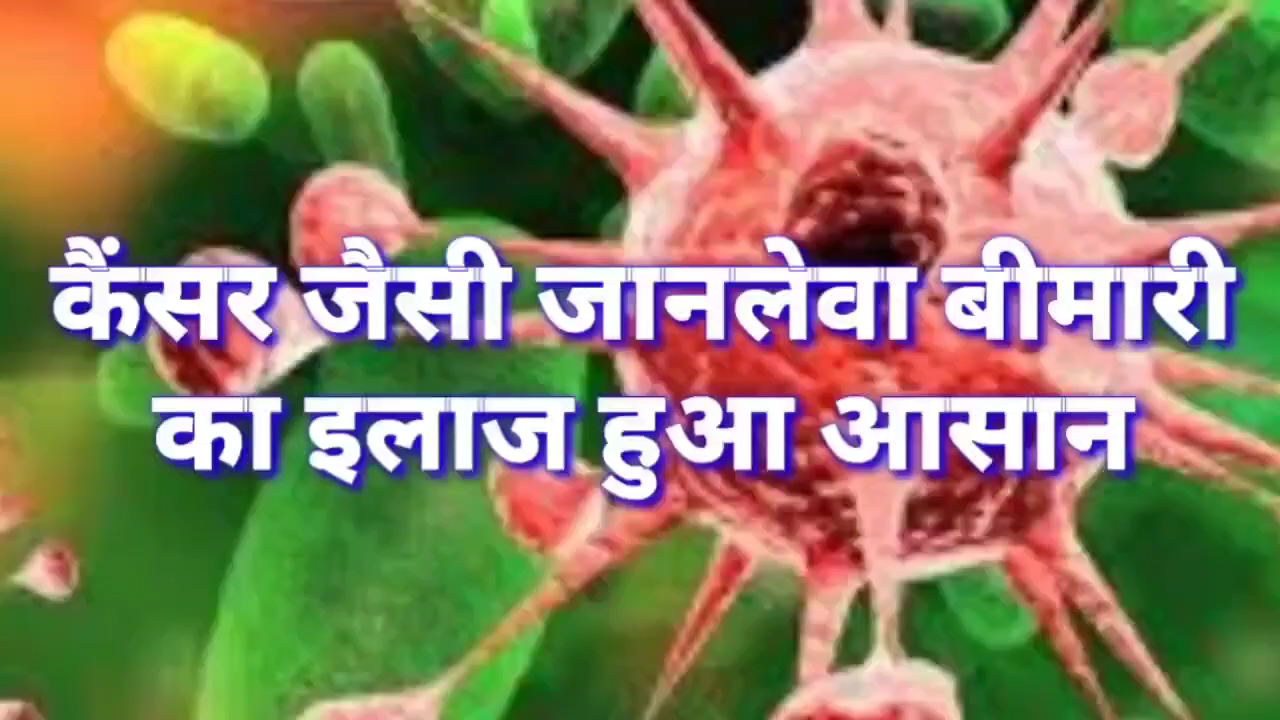 कैंसर जैसी जानलेवा बीमारी
का इलाज हुआ आसान